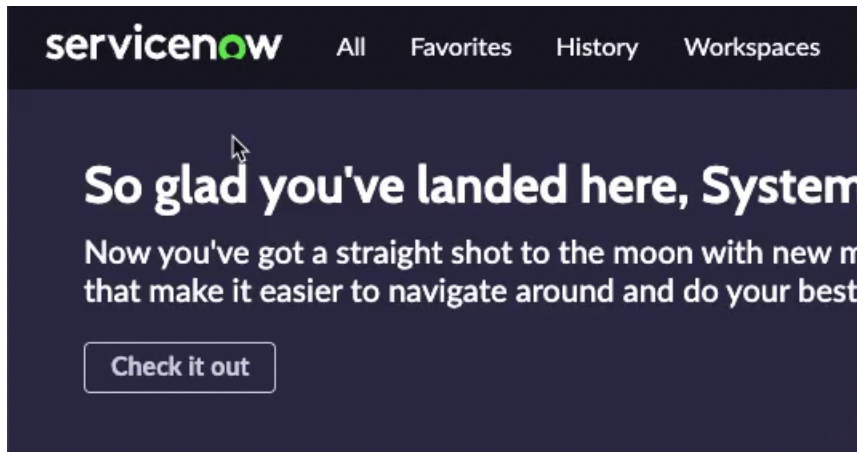 servicenow All Favorites History Workspaces
So glad you've landed here, System
Now you've got a straight shot to the moon with new
that make it easier to navigate around and do your best
Check it out